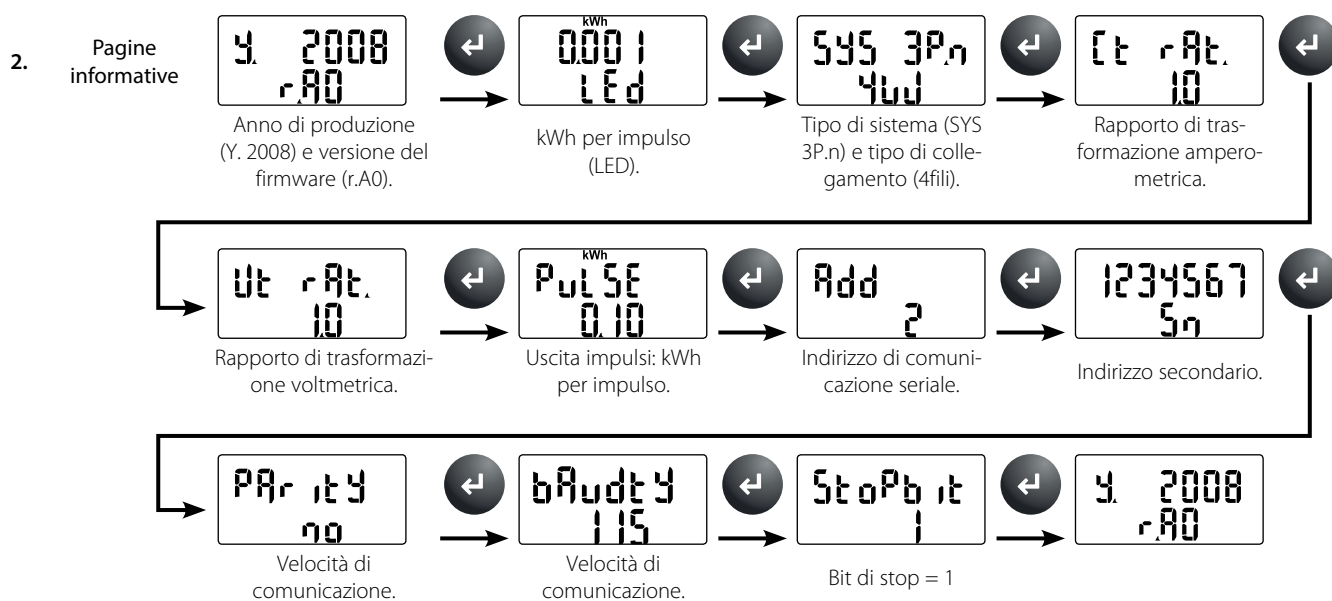 2.
Pagine
informative
Y. 2008
r.A0
Anno di produzione
(Y. 2008) e versione del
firmware (r.A0).
kWh
0.001
LEd
kWh per impulso
(LED).
SYS 3P.n
4W
Tipo di sistema (SYS
3P.n) e tipo di colle-
gamento (4fili).
Ct rAt.
1.0
Rapporto di tras-
formazione ampero-
metrica.
Ut rAt.
1.0
Rapporto di trasformazi-
one voltmetrica.
kWh
PuLSE
0.10
Uscita impulsi: kWh
per impulso.
Add
2
Indirizzo di comuni-
cazione seriale.
1234567
Sn
Indirizzo secondario.
PAritY
no
Velocità di
comunicazione.
bAudtY
115
Velocità di
comunicazione.
StoPbit
1
Bit di stop = 1
Y. 2008
r.A0